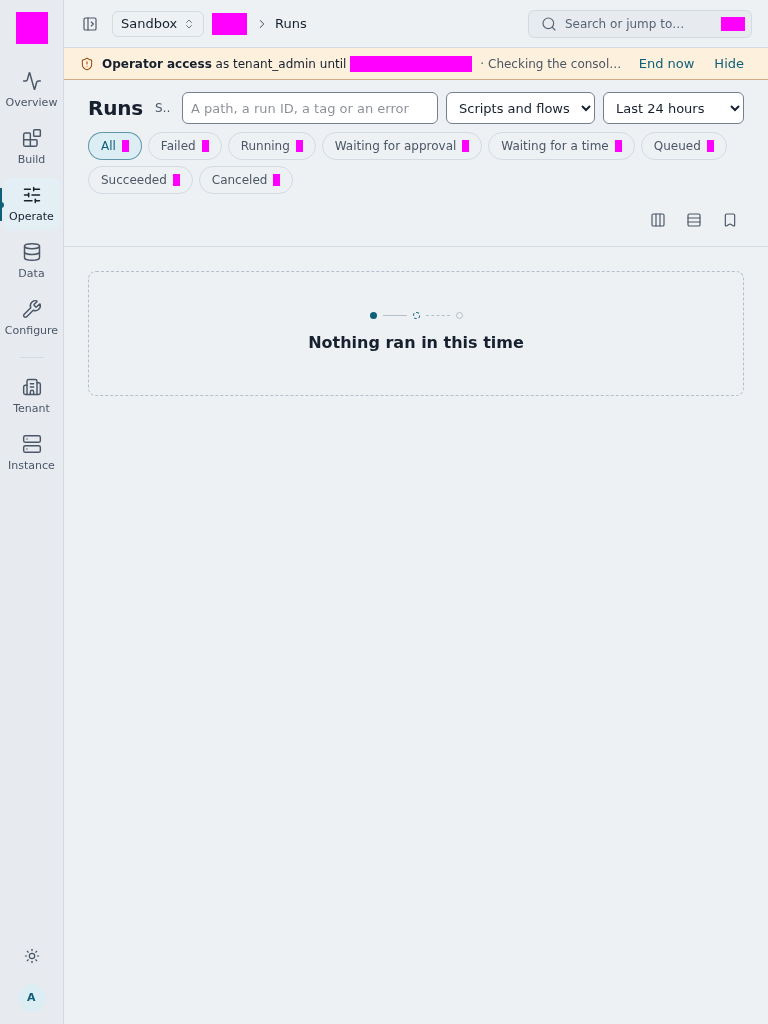 Sandbox
Runs
Search or jump to…
Operator access as tenant_admin until · Checking the consol… End now Hide
Runs S.. A path, a run ID, a tag or an error Scripts and flows Last 24 hours
All Failed Running Waiting for approval Waiting for a time Queued
Succeeded Canceled
Nothing ran in this time
Overview
Build
Operate
Data
Configure
Tenant
Instance
A